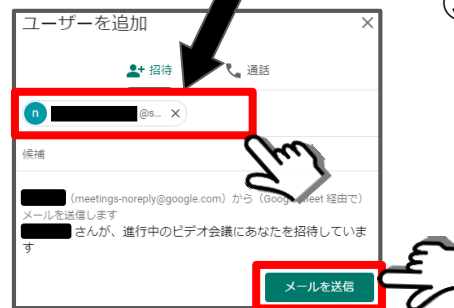 ユーザーを追加
招待
通話
n @s...
候補
(meetings-noreply@google.com) から (Goog eet 経由で)
メールを送信します
さんが、進行中のビデオ会議にあなたを招待していま
す
メールを送信